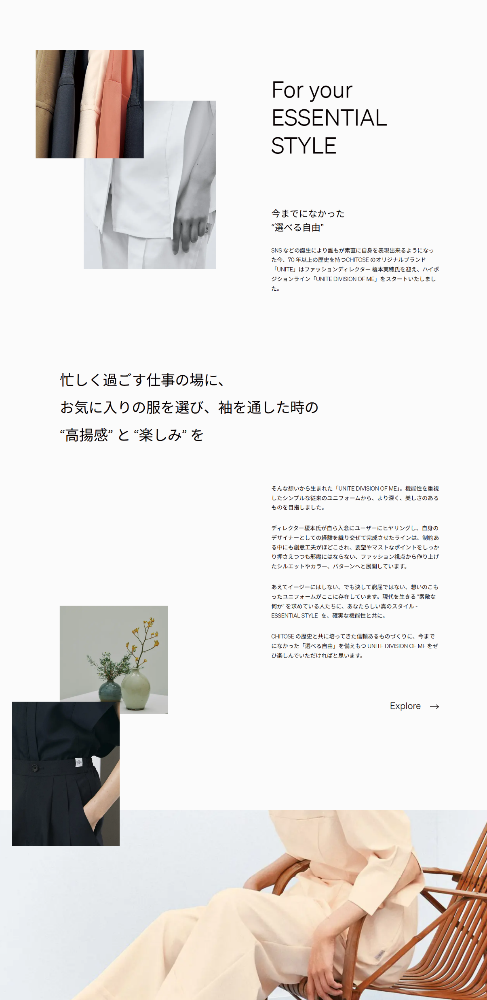 For your
ESSENTIAL
STYLE
今までになかった
“選べる自由”
SNS などの誕生により誰もが素直に自身を表現出来るようになっ
た今、70 年以上の歴史を持つCHITOSE のオリジナルブランド
「UNITE」はファッションディレクター 榎本実穂氏を迎え、ハイポ
ジションライン「UNITE DIVISION OF ME」をスタートいたしまし
た。
忙しく過ごす仕事の場に、
お気に入りの服を選び、袖を通した時の
“高揚感” と “楽しみ” を
そんな想いから生まれた「UNITE DIVISION OF ME」。機能性を重視
したシンプルな従来のユニフォームから、より深く、美しさのある
ものを目指しました。
ディレクター榎本氏が自ら入念にユーザーにヒヤリングし、自身の
デザイナーとしての経験を織り交ぜて完成させたラインは、制約あ
る中にも創意工夫がほどこされ、要望やマストなポイントをしっか
り押さえつつも邪魔にはならない、ファッション視点から作り上げ
たシルエットやカラー、パターンへと展開しています。
あえてイージーにはしない、でも決して窮屈ではない、想いのこも
ったユニフォームがここに存在しています。現代を生きる “素敵な
何か” を求めている人たちに、あなたらしい真のスタイル -
ESSENTIAL STYLE- を、確実な機能性と共に。
CHITOSE の歴史と共に培ってきた信頼あるものづくりに、今まで
になかった「選べる自由」を備えもつ UNITE DIVISION OF ME をぜ
ひ楽しんでいただければと思います。
Explore →